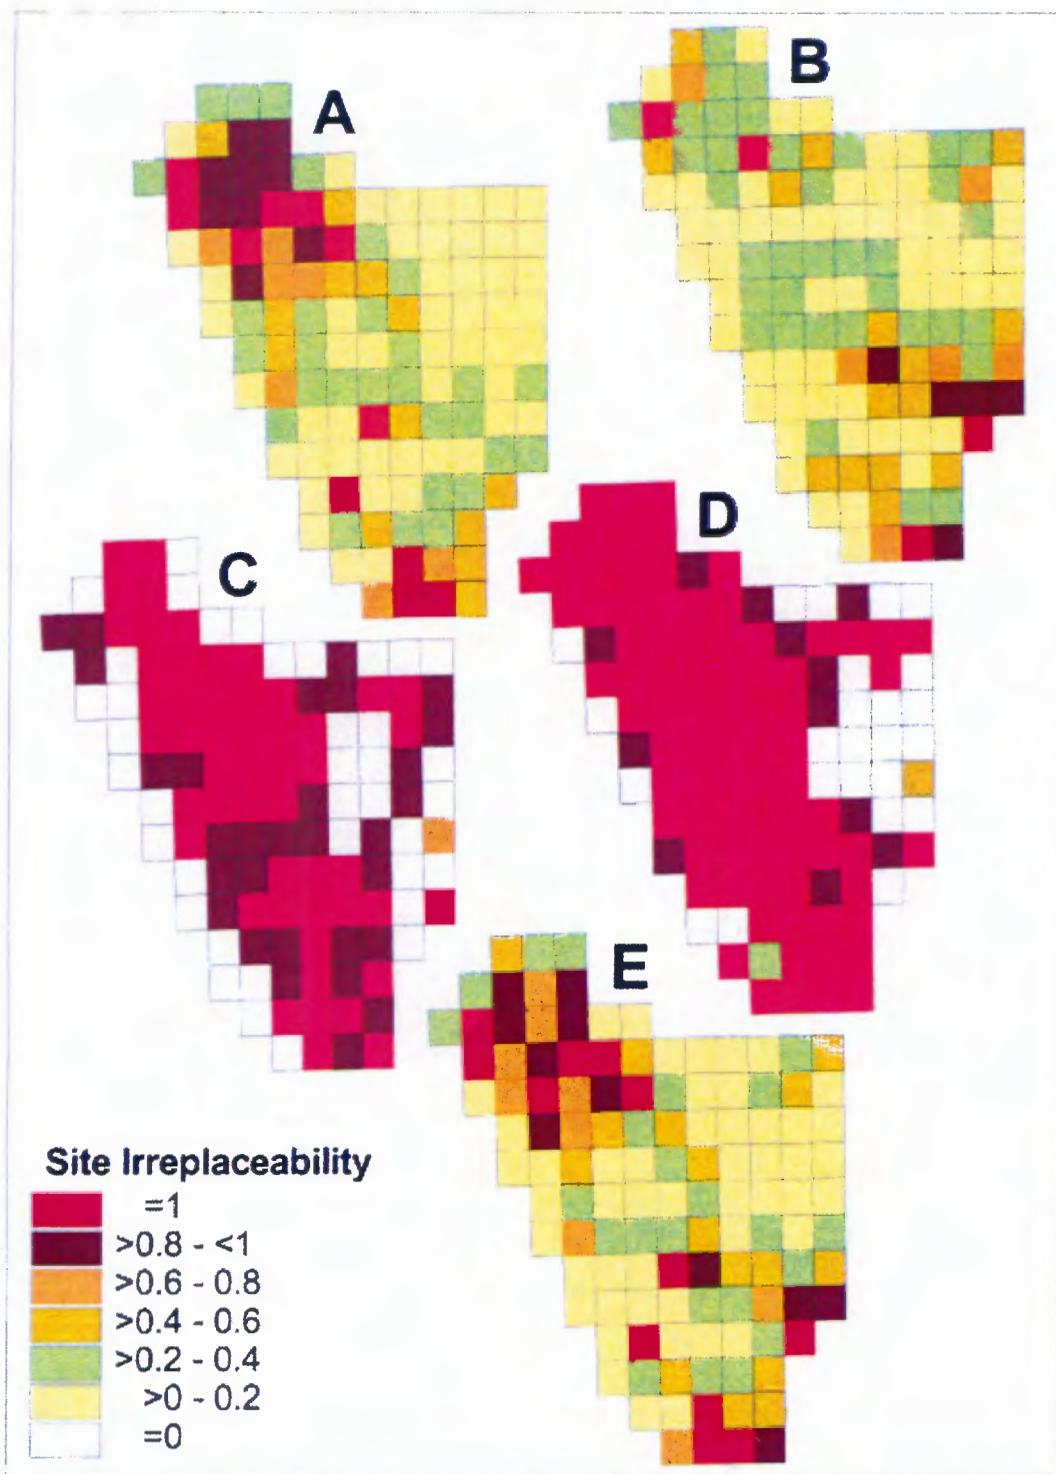 A
B
C
D
E
Site Irreplaceability
=1
>0.8 - <1
>0.6 - 0.8
>0.4 - 0.6
>0.2 - 0.4
>0 - 0.2
=0